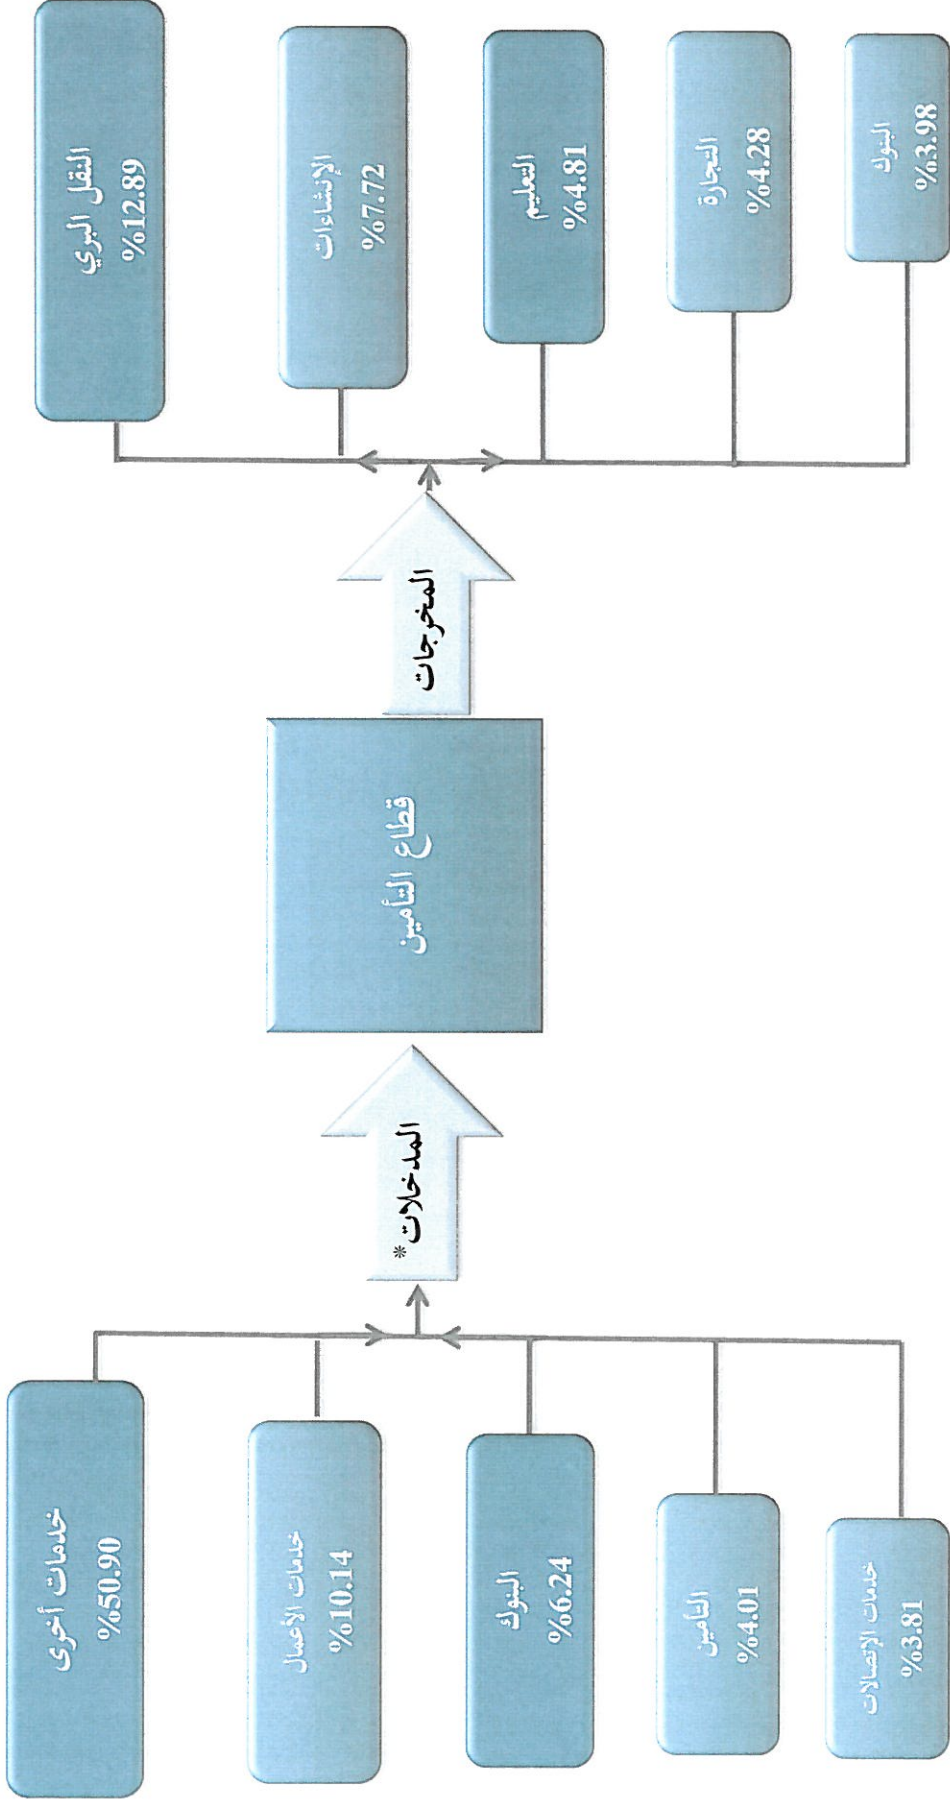 خدمات أخرى
%50.90
خدمات الأعمال
%10.14
البنوك
%6.24
التأمين
%4.01
خدمات الإتصالات
%3.81
المدخلات*
قطاع التأمين
المخرجات
النقل البري
%12.89
الإنشاءات
%7.72
التعليم
%4.81
التجارة
%4.28
البنوك
%3.98